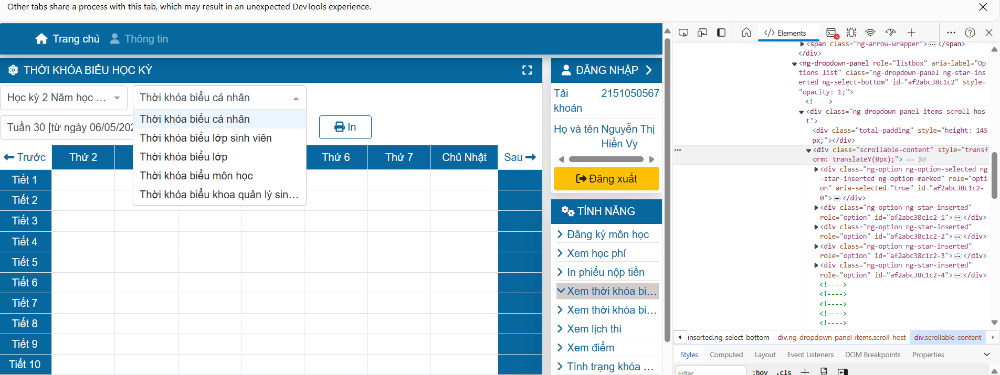 Other tabs share a process with this tab, which may result in an unexpected DevTools experience.
Trang chủ Thông tin
THỜI KHÓA BIỂU HỌC KỲ
Học kỳ 2 Năm học ...
Thời khóa biểu cá nhân
Thời khóa biểu cá nhân
Thời khóa biểu lớp sinh viên
Thời khóa biểu lớp
Thời khóa biểu môn học
Thời khóa biểu khoa quản lý sin...
Tuần 30 [từ ngày 06/05/202
In
Trước Thứ 2 Thứ 6 Thứ 7 Chủ Nhật Sau
Tiết 1
Tiết 2
Tiết 3
Tiết 4
Tiết 5
Tiết 6
Tiết 7
Tiết 8
Tiết 9
Tiết 10
ĐĂNG NHẬP
Tài khoản 2151050567
Họ và tên Nguyễn Thị
Hiền Vy
Đăng xuất
TÍNH NĂNG
Đăng ký môn học
Xem học phí
In phiếu nộp tiền
Xem thời khóa bi...
Xem thời khóa bi...
Xem lịch thi
Xem điểm
Tình trạng khóa ...
</> Elements
<span class="ng-arrow-wrapper"> ... </span>
</div>
<ng-dropdown-panel role="listbox" aria-label="Op
tions list" class="ng-dropdown-panel ng-star-ins
erted ng-select-bottom" id="af2abc38c1c2" style=
"opacity: 1;">
<!---->
<div class="ng-dropdown-panel-items scroll-hos
t">
<div class="total-padding" style="height: 145
px;"></div>
<div class="scrollable-content" style="transf
orm: translateY(0px);"> == $0
<div class="ng-option ng-option-selected ng
-star-inserted ng-option-marked" role="opti
on" aria-selected="true" id="af2abc38c1c2-
0"> ... </div>
<div class="ng-option ng-star-inserted"
role="option" id="af2abc38c1c2-1"> ... </div>
<div class="ng-option ng-star-inserted"
role="option" id="af2abc38c1c2-2"> ... </div>
<div class="ng-option ng-star-inserted"
role="option" id="af2abc38c1c2-3"> ... </div>
<div class="ng-option ng-star-inserted"
role="option" id="af2abc38c1c2-4"> ... </div>
<!---->
<!---->
<!---->
<!---->
<!---->
inserted.ng-select-bottom div.ng-dropdown-panel-items.scroll-host div.scrollable-content
Styles Computed Layout Event Listeners DOM Breakpoints Properties
Filter :hov .cls